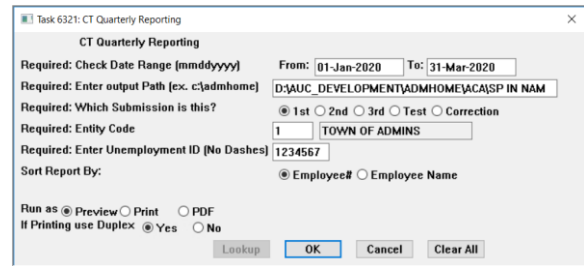 Task 6321: CT Quarterly Reporting
CT Quarterly Reporting
Required: Check Date Range (mmddyyyy) From: 01-Jan-2020 To: 31-Mar-2020
Required: Enter output Path (ex. c:\admhome) D:\AUC_DEVELOPMENT\ADMHOME\ACA\SP IN NAM
Required: Which Submission is this? 1st 2nd 3rd Test Correction
Required: Entity Code 1 TOWN OF ADMINS
Required: Enter Unemployment ID (No Dashes) 1234567
Sort Report By: Employee# Employee Name
Run as Preview Print PDF
If Printing use Duplex Yes No
Lookup OK Cancel Clear All